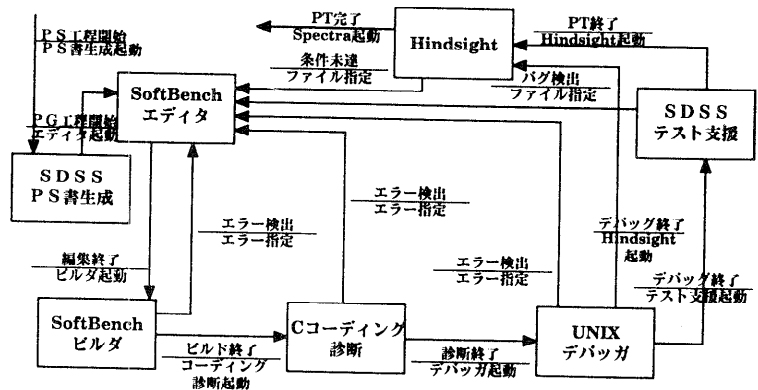 PS工程開始
PS書生成起動
PT完了
Spectra起動
Hindsight
PT終了
Hindsight起動
条件未達
ファイル指定
バグ検出
ファイル指定
SoftBench
エディタ
PG工程開始
エディタ起動
SDSS
テスト支援
SDSS
PS書生成
エラー検出
エラー指定
エラー検出
エラー指定
エラー検出
エラー指定
デバッグ終了
Hindsight
起動
編集終了
ビルダ起動
デバッグ終了
テスト支援起動
SoftBench
ビルダ
Cコーディング
診断
UNIX
デバッガ
ビルド終了
コーディング
診断起動
診断終了
デバッガ起動